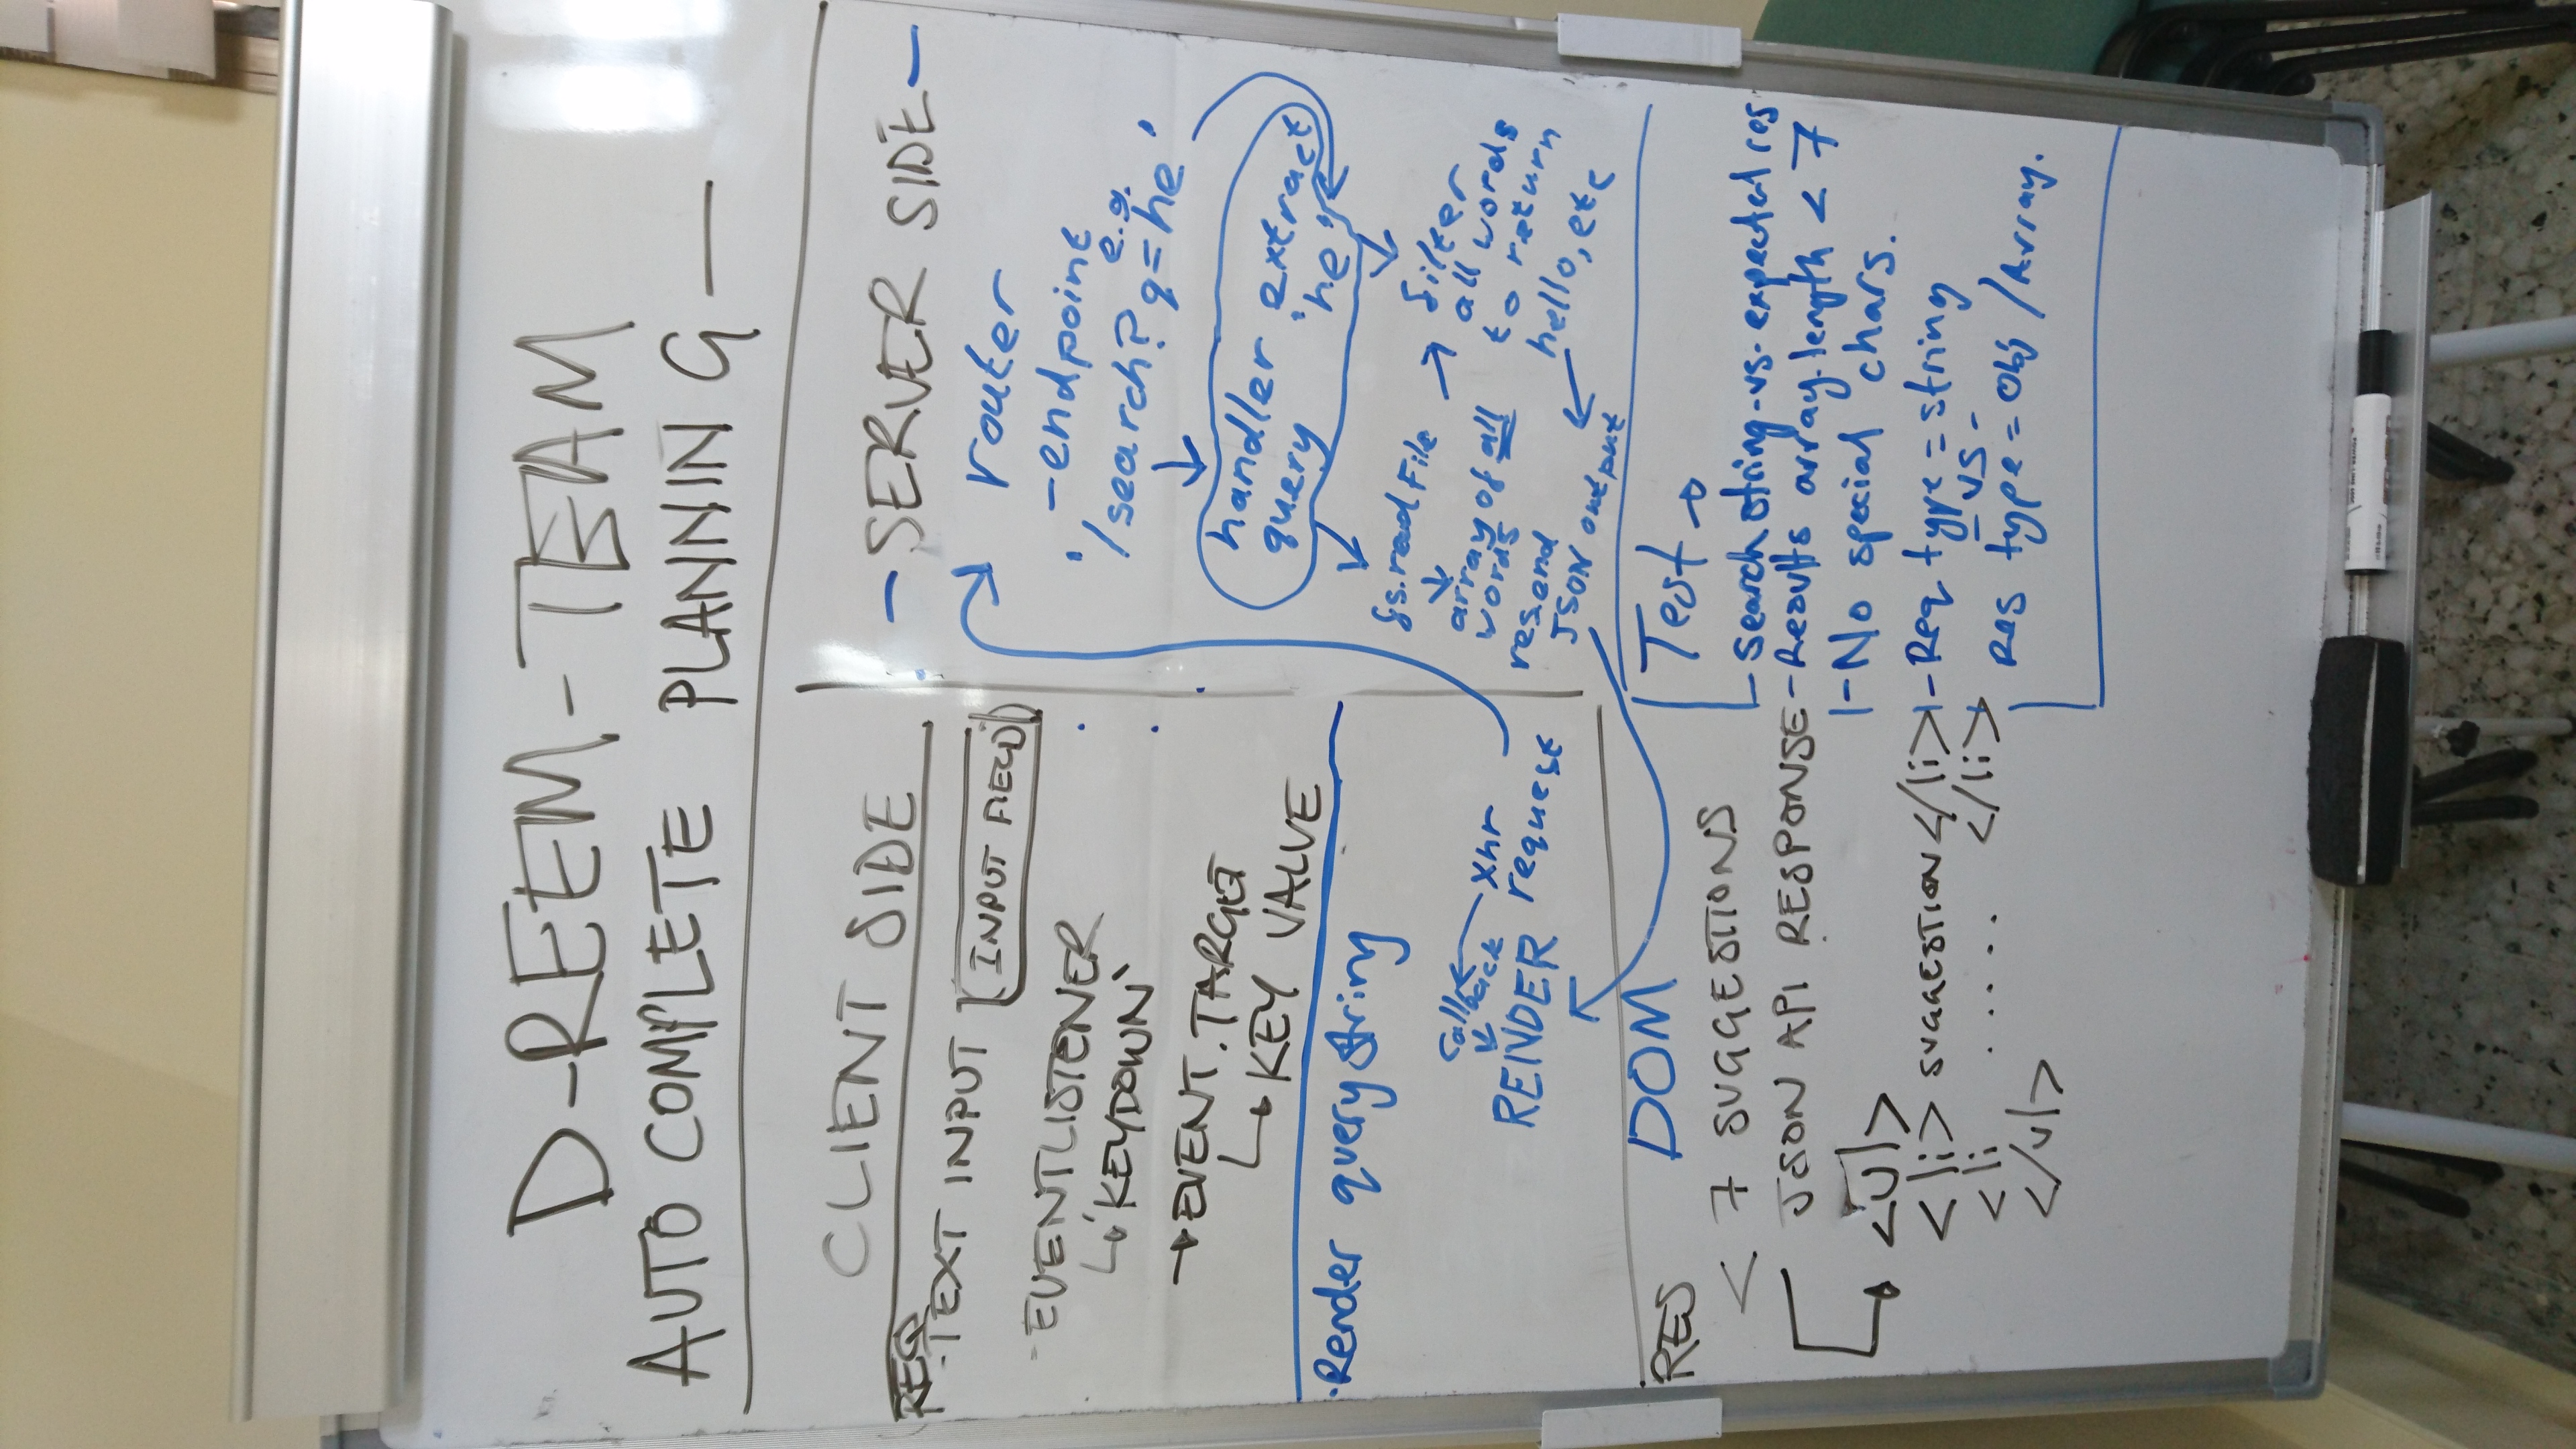 D-REEM-TEAM
AUTO COMPLETE PLANNING —
CLIENT SIDE
REQ
-TEXT INPUT [INPUT FIELD]
-EVENTLISTENER
↳ 'KEYDOWN'
→ EVENT.TARGET
↳ KEY VALUE
·Render query string
callback ← xhr
RENDER request
- SERVER SIDE -
router
-endpoint
e.g.
'/search?q=he'
handler extract
query 'he'
fs.readFile → filter
array of all
words
all words
to return
hello, etc
res.end
JSON output
RES DOM
< 7 SUGGESTIONS
JSON API RESPONSE
<ul>
<li> SUGGESTION </li>
<li ..... </li>
</ul>
Test →
- search string -vs- expected res
- Results array.length < 7
- No special chars.
- Req type = string
- vs -
Res type = Obj / Array.